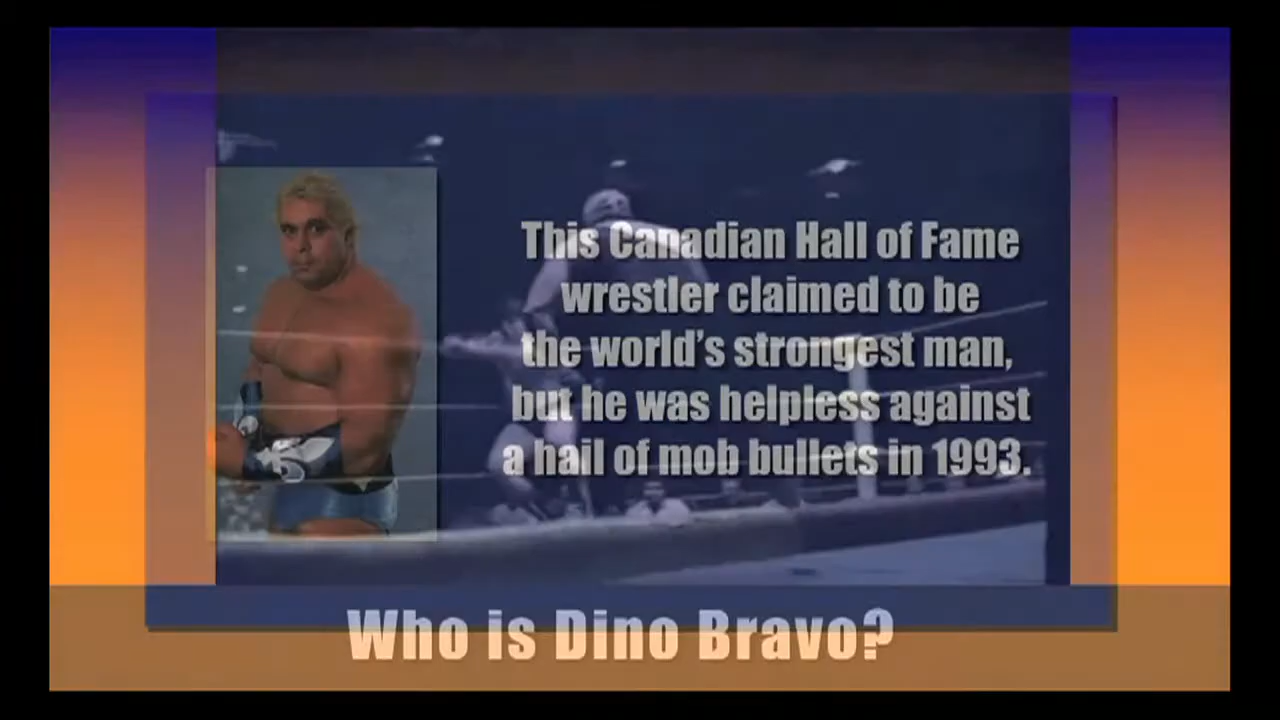 This Canadian Hall of Fame
wrestler claimed to be
the world's strongest man,
but he was helpless against
a hail of mob bullets in 1993.
Who is Dino Bravo?